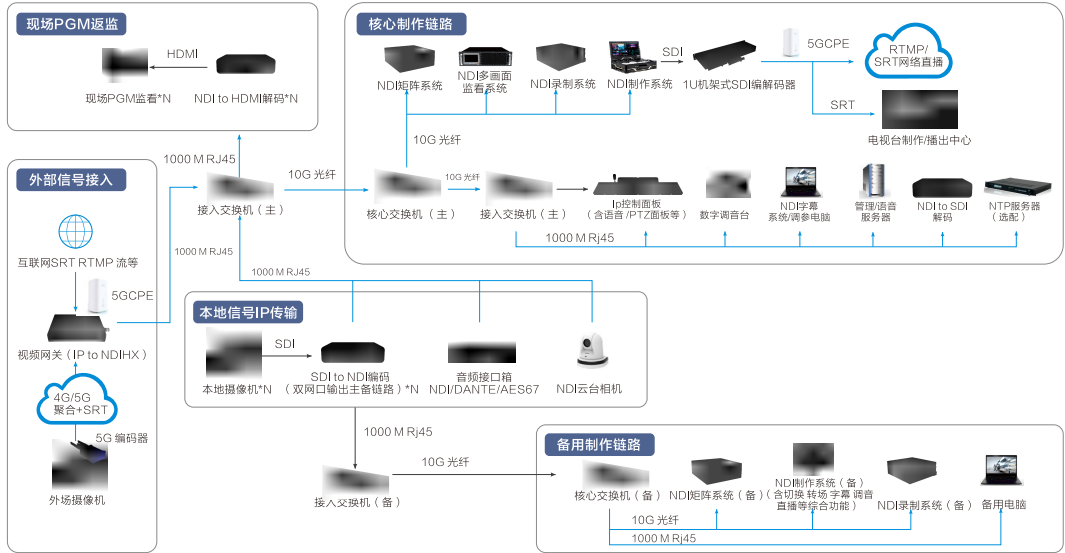 现场PGM返监
HDMI
现场PGM监看*N
NDI to HDMI解码*N
1000 M RJ45
外部信号接入
互联网SRT RTMP 流等
5GCPE
视频网关（IP to NDIHX）
4G/5G
聚合+SRT
5G 编码器
外场摄像机
接入交换机（主）
1000 M RJ45
1000 M RJ45
10G 光纤
核心制作链路
NDI矩阵系统
NDI多画面
监看系统
NDI录制系统
NDI制作系统
SDI
1U机架式SDI编解码器
5GCPE
RTMP/
SRT网络直播
SRT
电视台制作/播出中心
10G 光纤
核心交换机（主）
10G 光纤
接入交换机（主）
Ip控制面板
（含语音 /PTZ面板等）
数字调音台
NDI字幕
系统/调参电脑
管理/语音
服务器
NDI to SDI
解码
NTP服务器
（选配）
1000 M Rj45
1000 M RJ45
本地信号IP传输
本地摄像机*N
SDI
SDI to NDI编码
（双网口输出主备链路）*N
音频接口箱
NDI/DANTE/AES67
NDI云台相机
1000 M Rj45
接入交换机（备）
10G 光纤
备用制作链路
核心交换机（备）
NDI矩阵系统（备）
NDI制作系统（备）
（含切换 转场 字幕 调音
直播等综合功能）
NDI录制系统（备）
备用电脑
10G 光纤
1000 M Rj45